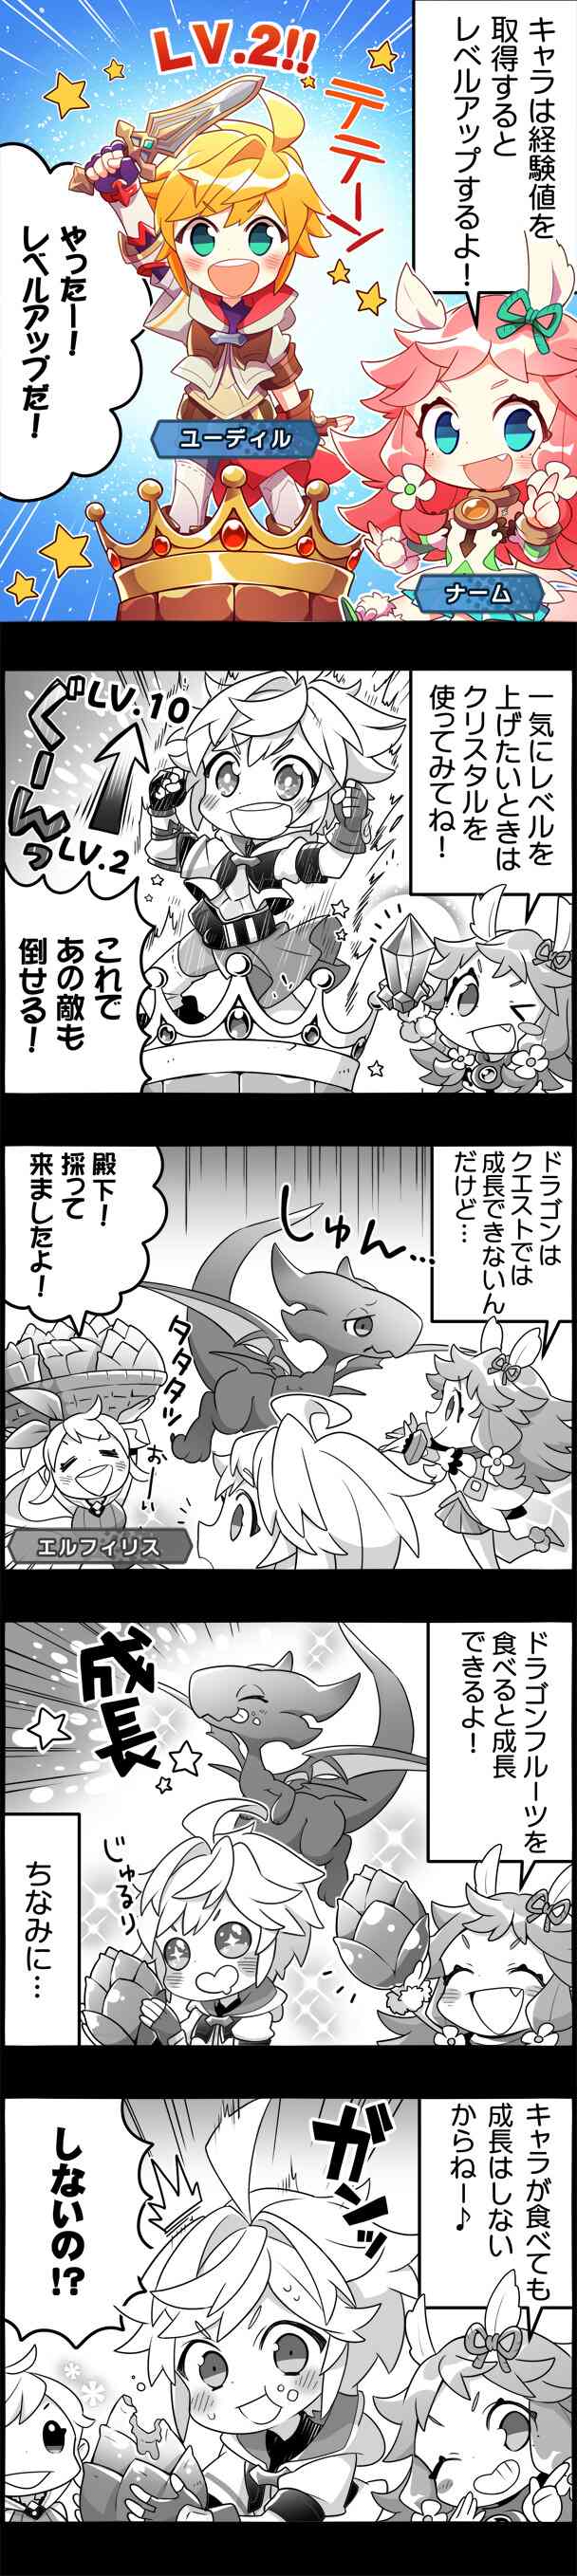 キャラは経験値を
取得すると
レベルアップするよ！
LV.2!!
テテーン
やったー！
レベルアップだ！
ユーディル
ナーム
一気にレベルを
上げたいときは
クリスタルを
使ってみてね！
LV.10
ぐーんっ
LV.2
これで
あの敵も
倒せる！
ドラゴンは
クエストでは
成長できないん
だけど…
しゅん…
殿下！
採って
来ましたよ！
タタタッ
おーい
エルフィリス
ドラゴンフルーツを
食べると成長
できるよ！
成長
じゅるり
ちなみに…
キャラが食べても
成長はしない
からねー♪
ガーンッ
しないの!?